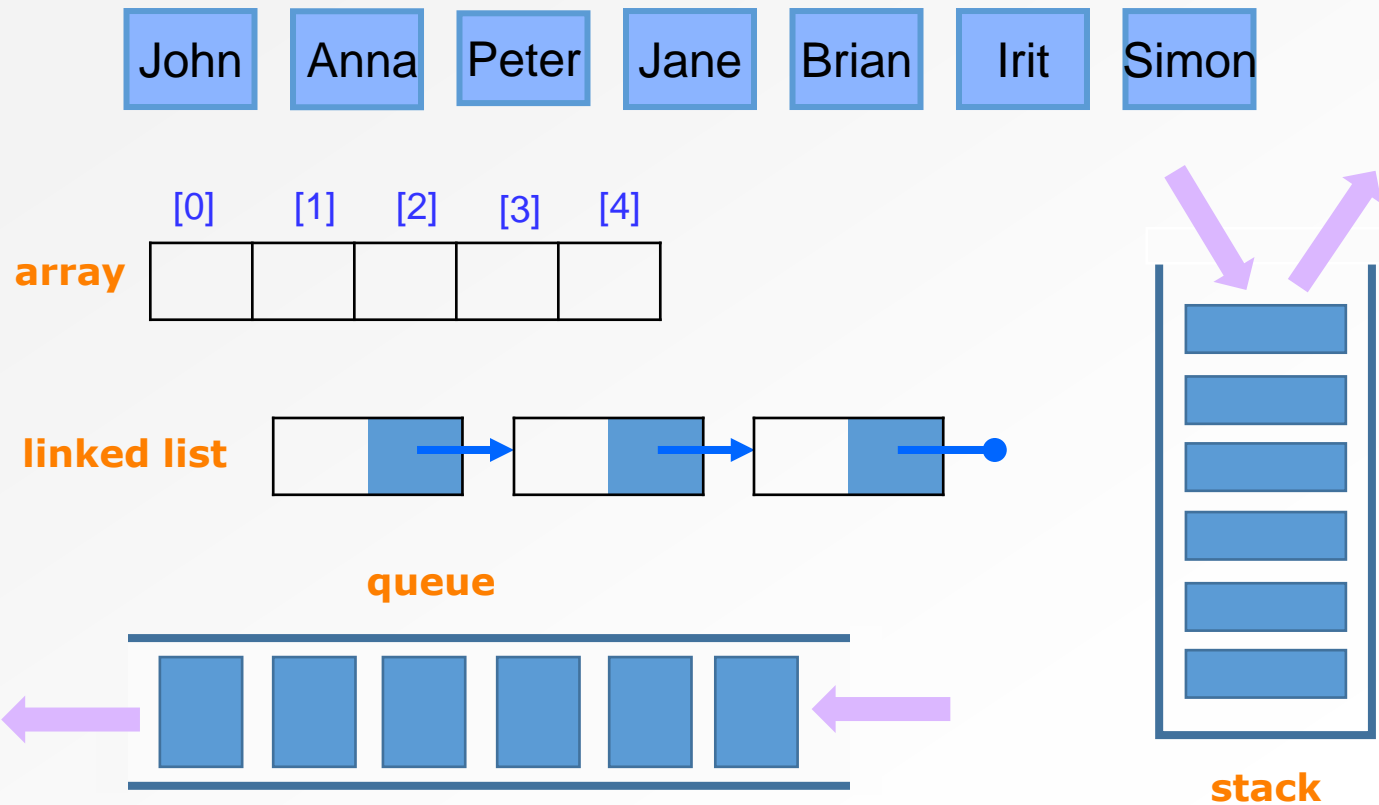 John Anna Peter Jane Brian Irit Simon
[0] [1] [2] [3] [4]
array
linked list
queue
stack